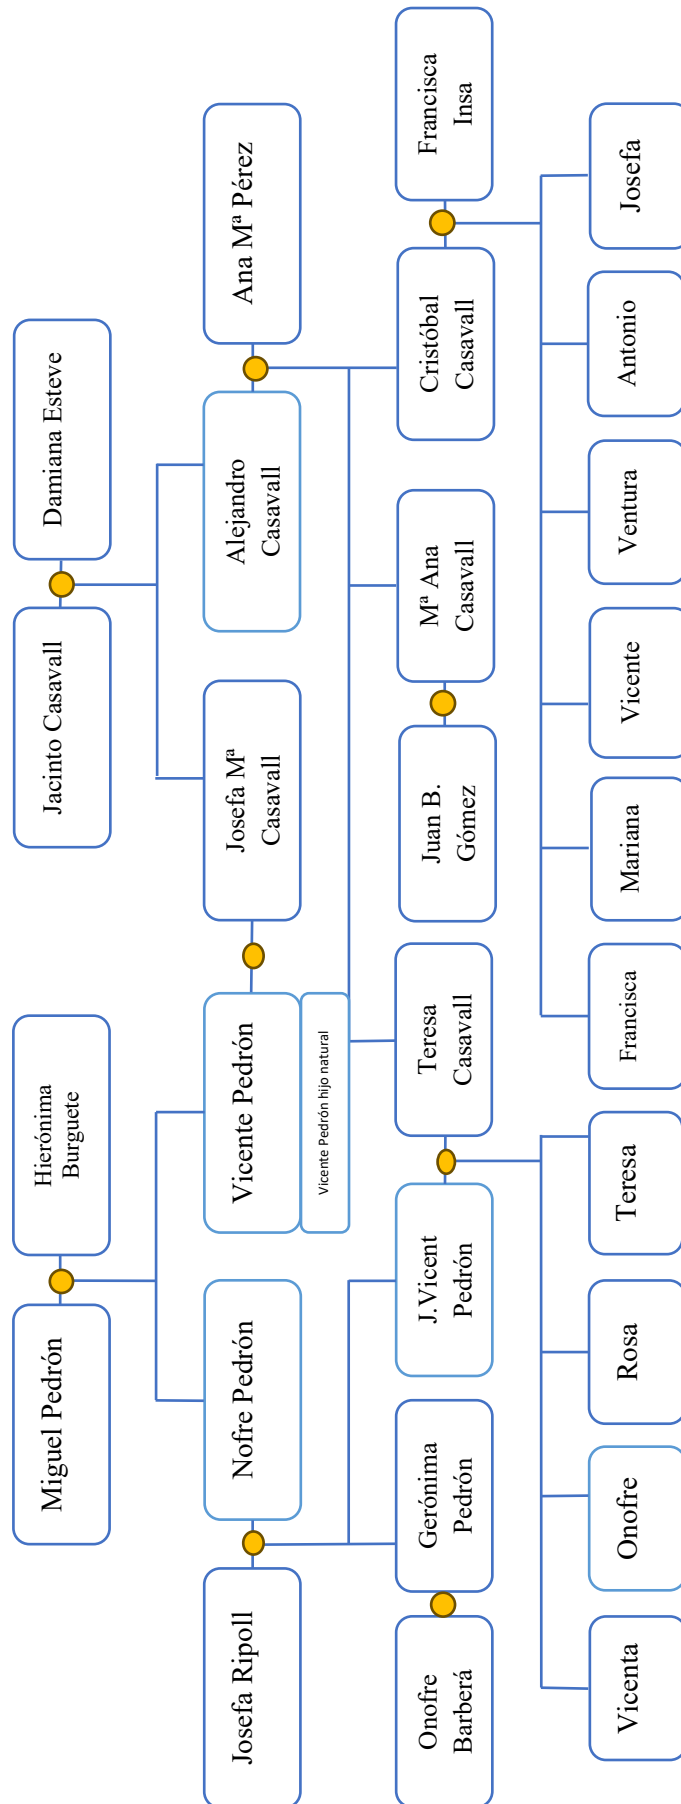 Miguel Pedrón
Hierónima
Burguete
Jacinto Casavall
Damiana Esteve
Josefa Ripoll
Nofre Pedrón
Vicente Pedrón
Vicente Pedrón hijo natural
Josefa Mª
Casavall
Alejandro
Casavall
Ana Mª Pérez
Onofre
Barberá
Gerónima
Pedrón
J.Vicent
Pedrón
Teresa
Casavall
Juan B.
Gómez
Mª Ana
Casavall
Cristóbal
Casavall
Francisca
Insa
Vicenta
Onofre
Rosa
Teresa
Francisca
Mariana
Vicente
Ventura
Antonio
Josefa